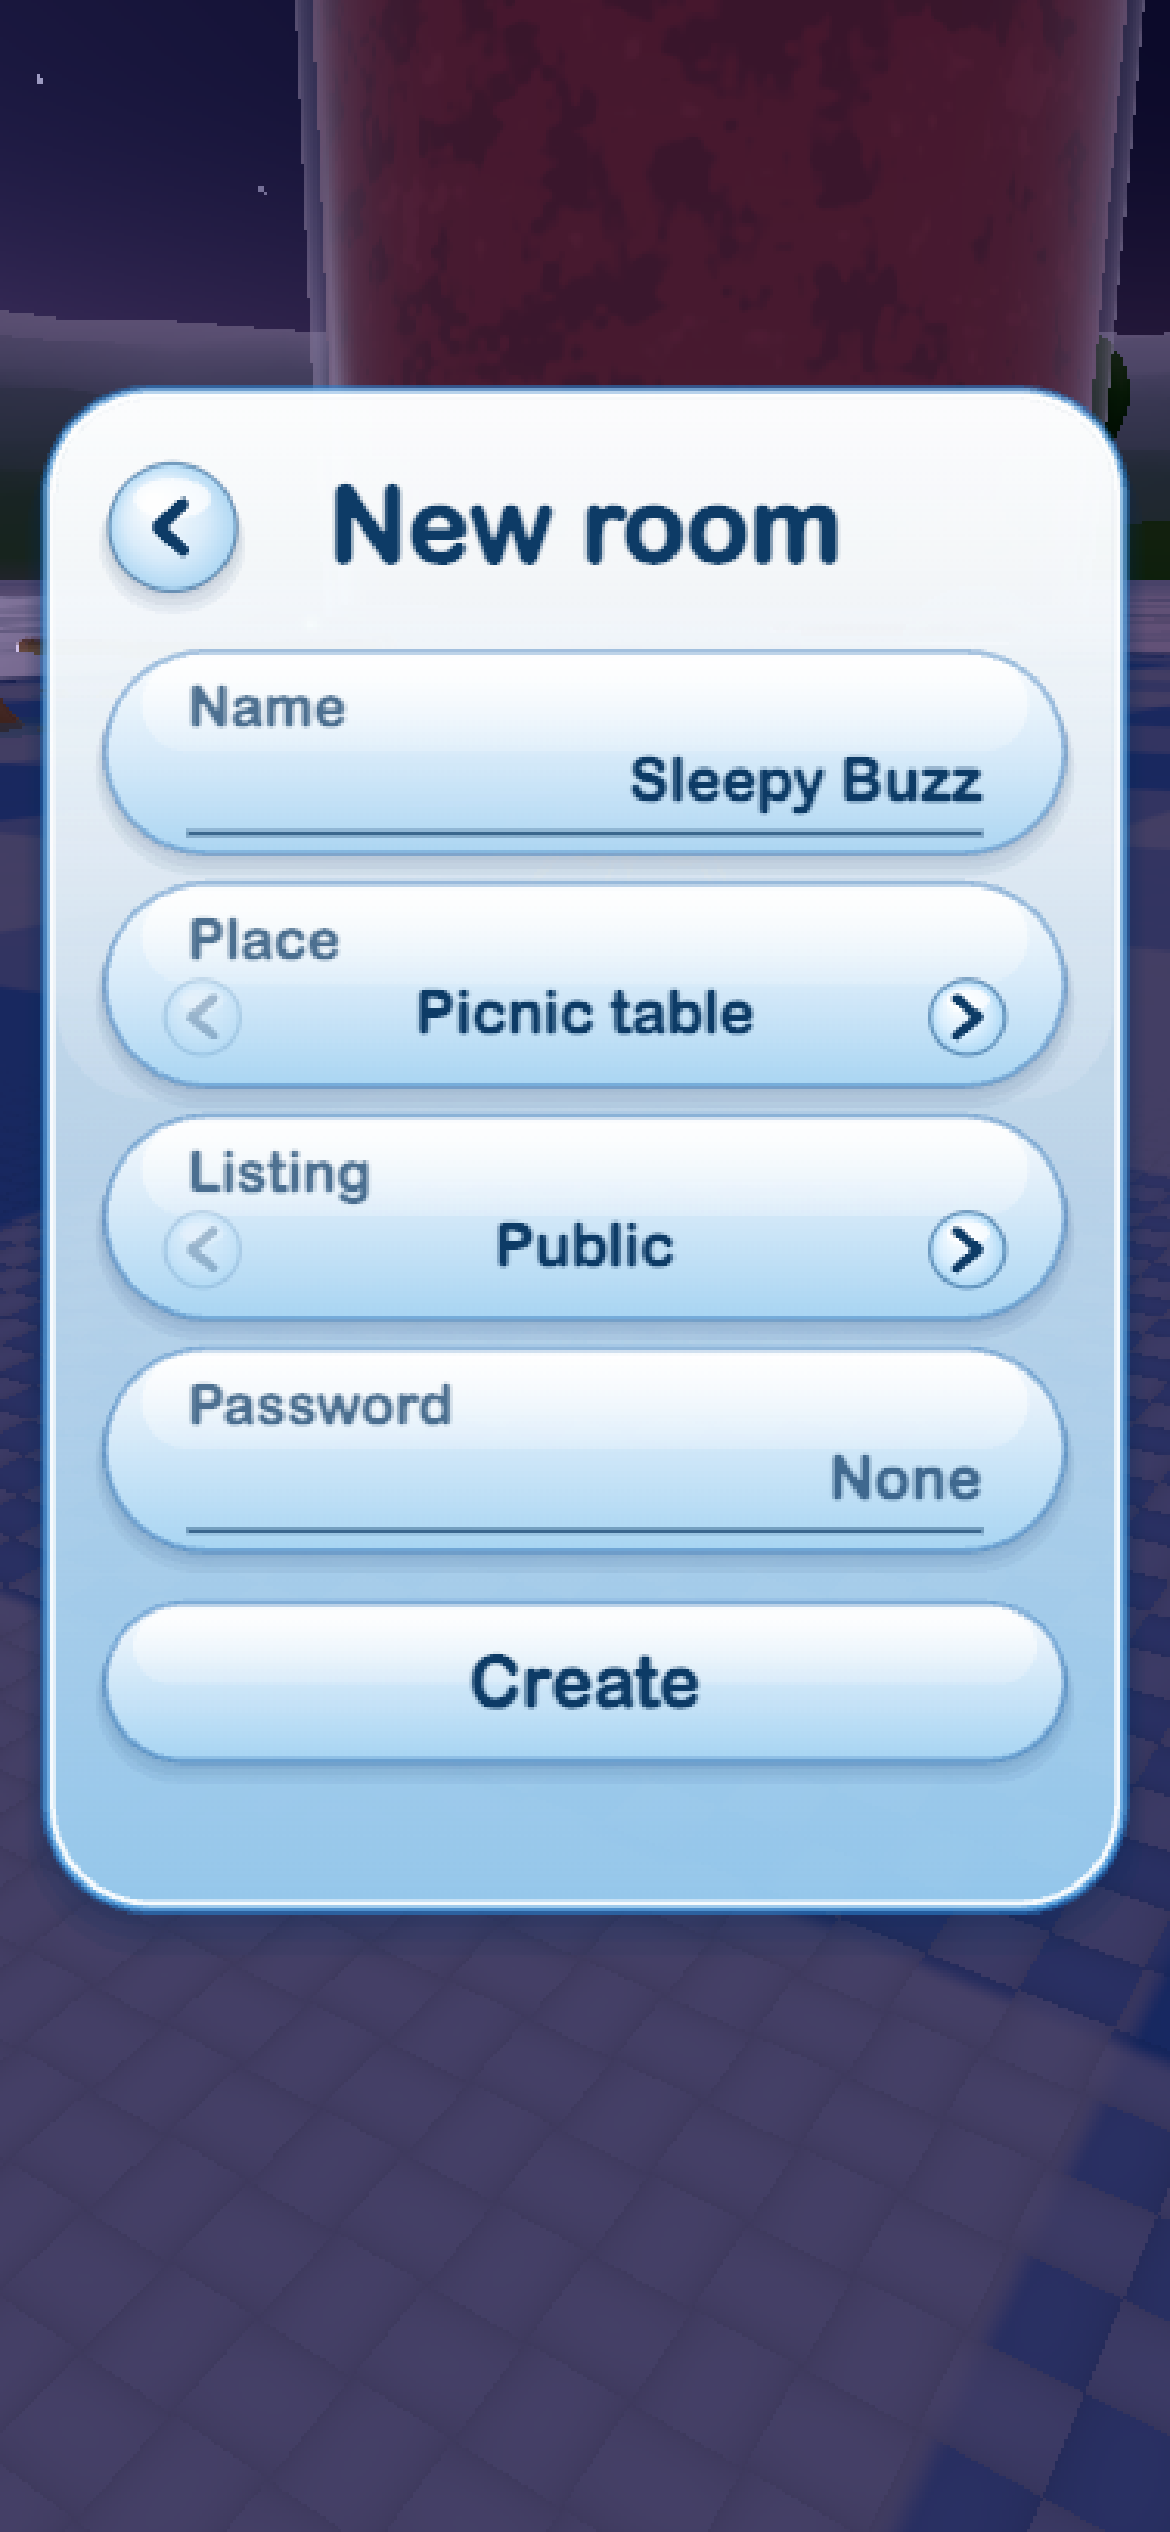 New room
Name
Sleepy Buzz
Place
Picnic table
Listing
Public
Password
None
Create